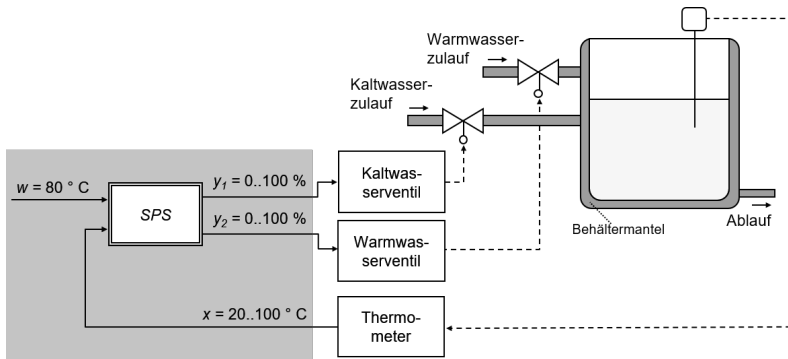 Warmwasser-
zulauf
Kaltwasser-
zulauf
w = 80 ° C
SPS
y1 = 0..100 %
y2 = 0..100 %
Kaltwas-
serventil
Warmwas-
serventil
Behältermantel
Ablauf
x = 20..100 ° C
Thermo-
meter